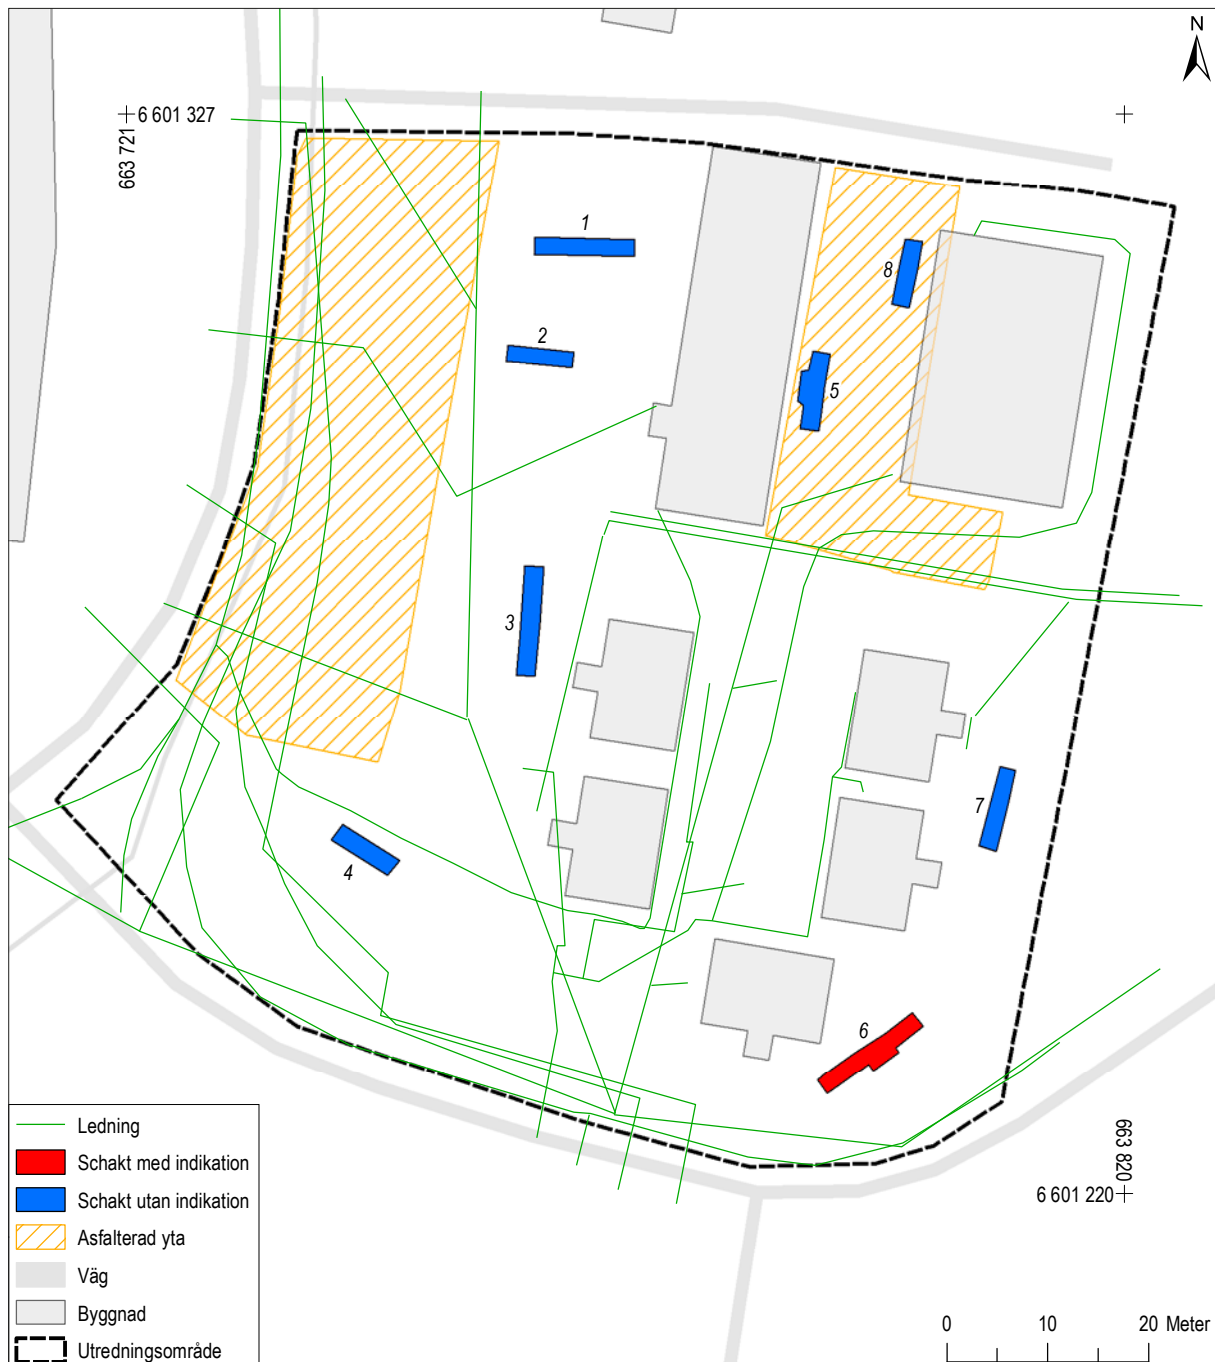 N
6 601 327
663 721
1
8
2
5
3
7
4
6
663 820
6 601 220
Ledning
Schakt med indikation
Schakt utan indikation
Asfalterad yta
Väg
Byggnad
Utredningsområde
0 10 20 Meter